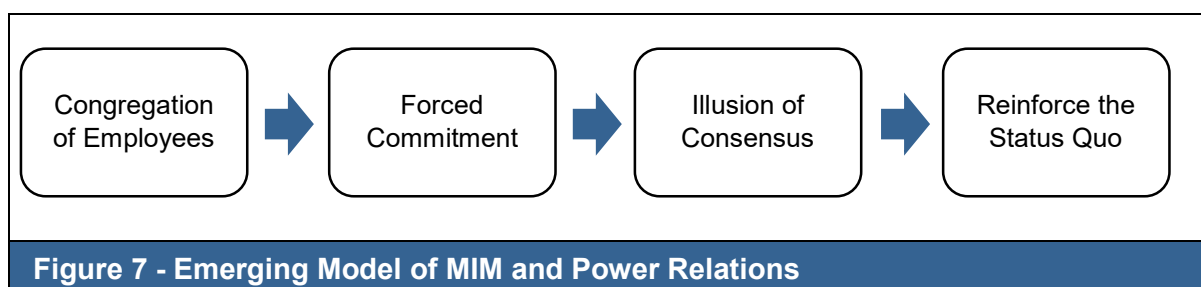 Congregation
of Employees
Forced
Commitment
Illusion of
Consensus
Reinforce the
Status Quo
Figure 7 - Emerging Model of MIM and Power Relations